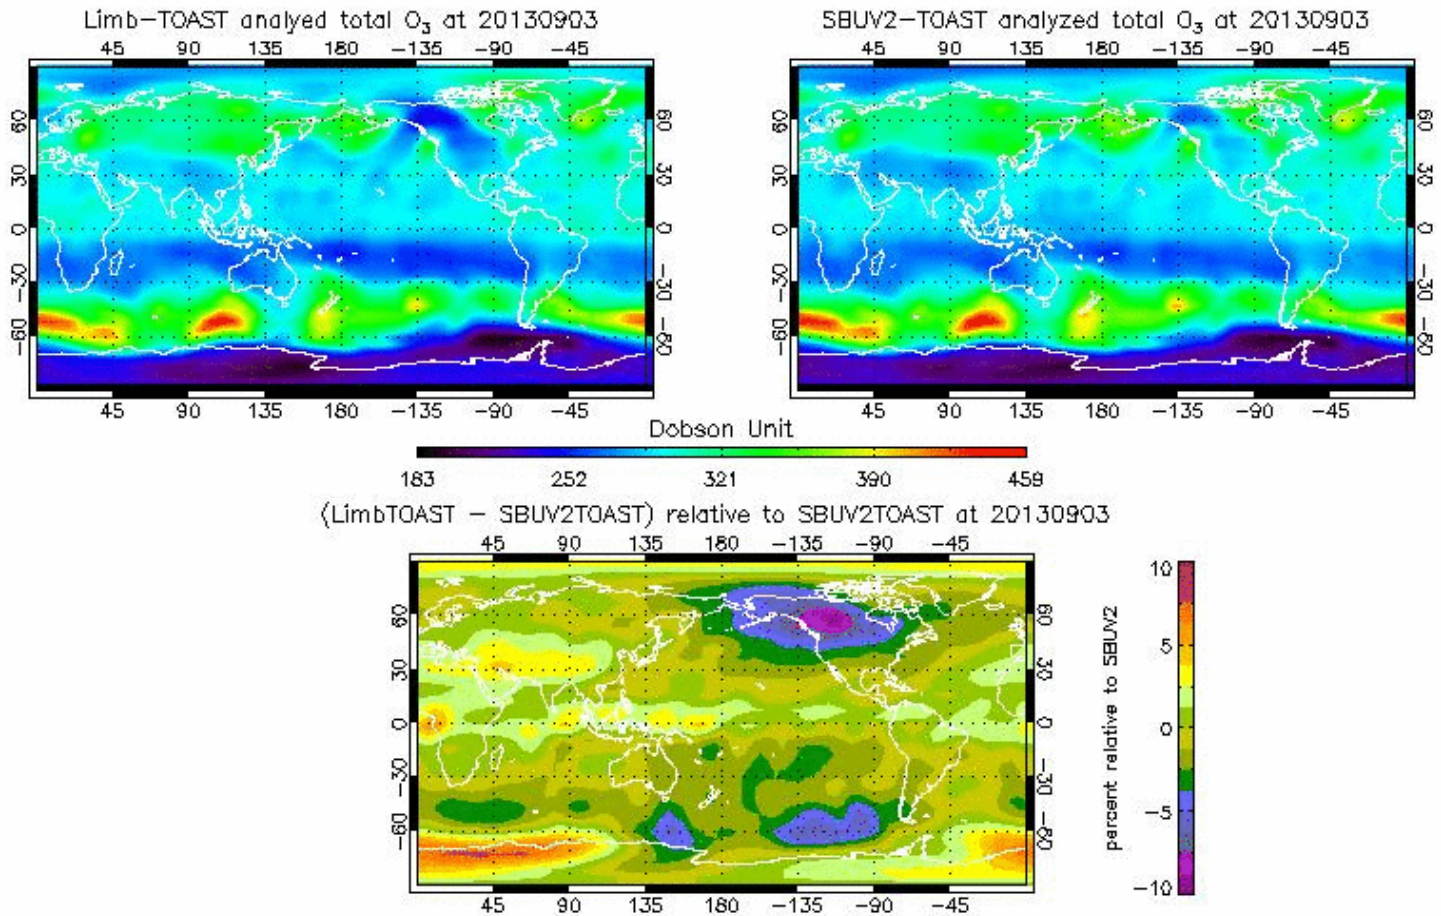 Limb-TOAST analyed total O₃ at 20130903
SBUV2-TOAST analyzed total O₃ at 20130903
45 90 135 180 -135 -90 -45
45 90 135 180 -135 -90 -45
60 30 0 -30 -60
60 30 0 -30 -60
60 30 0 -30 -60
60 30 0 -30 -60
45 90 135 180 -135 -90 -45
45 90 135 180 -135 -90 -45
Dobson Unit
183 252 321 390 459
(LimbTOAST - SBUV2TOAST) relative to SBUV2TOAST at 20130903
45 90 135 180 -135 -90 -45
60 30 0 -30 -60
60 30 0 -30 -60
45 90 135 180 -135 -90 -45
percent relative to SBUV2
10
5
0
-5
-10